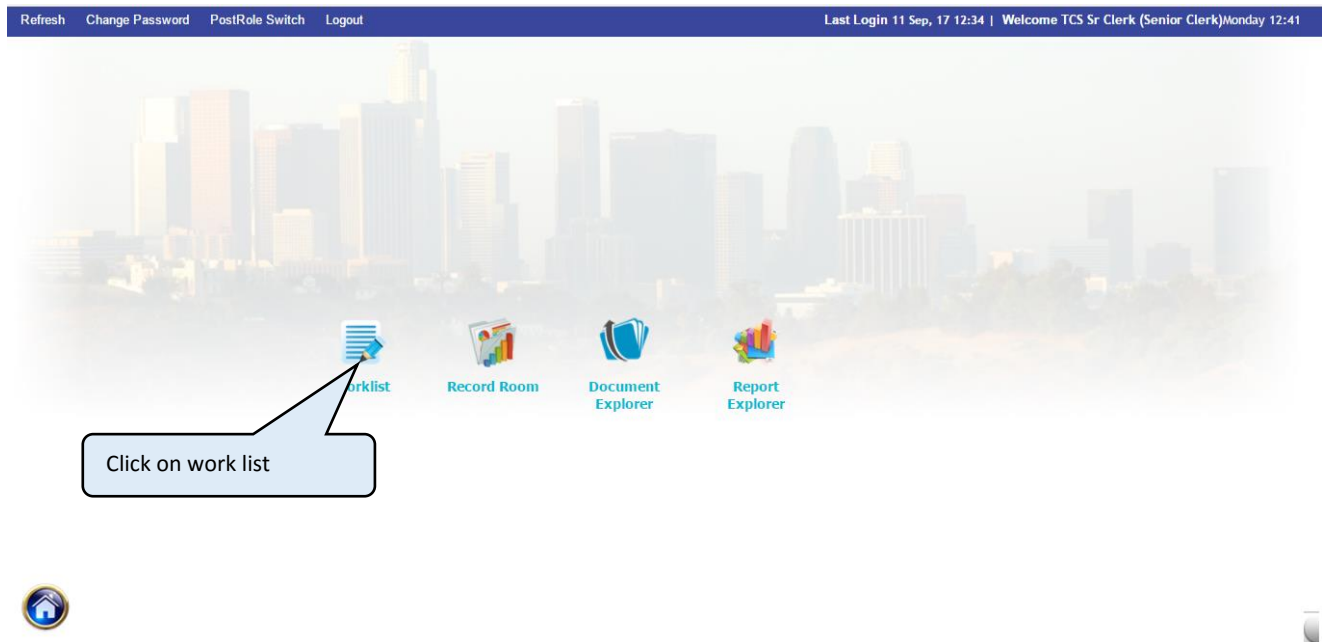 Refresh Change Password PostRole Switch Logout Last Login 11 Sep, 17 12:34 | Welcome TCS Sr Clerk (Senior Clerk)Monday 12:41
orklist Record Room Document Explorer Report Explorer
Click on work list